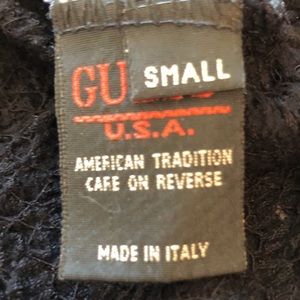 GU SMALL
U.S.A.
AMERICAN TRADITION
CAFE ON REVERSE
MADE IN ITALY